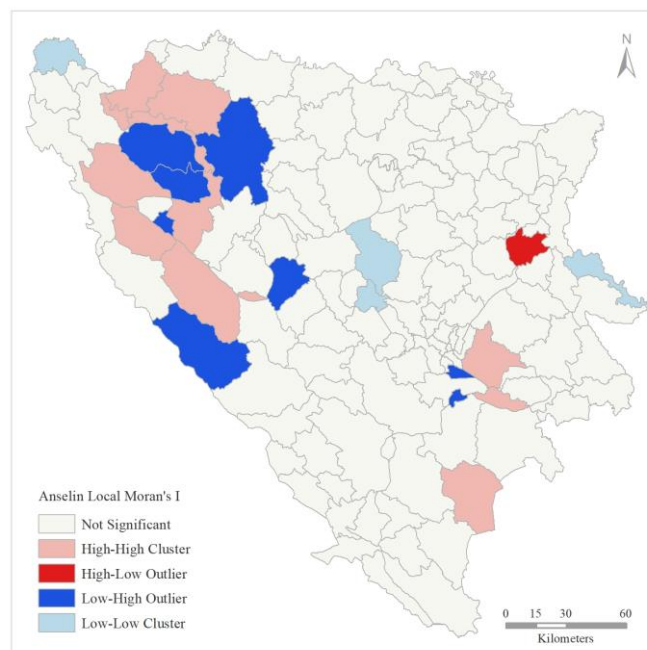 N
Anselin Local Moran's I
Not Significant
High-High Cluster
High-Low Outlier
Low-High Outlier
Low-Low Cluster
0 15 30 60
Kilometers